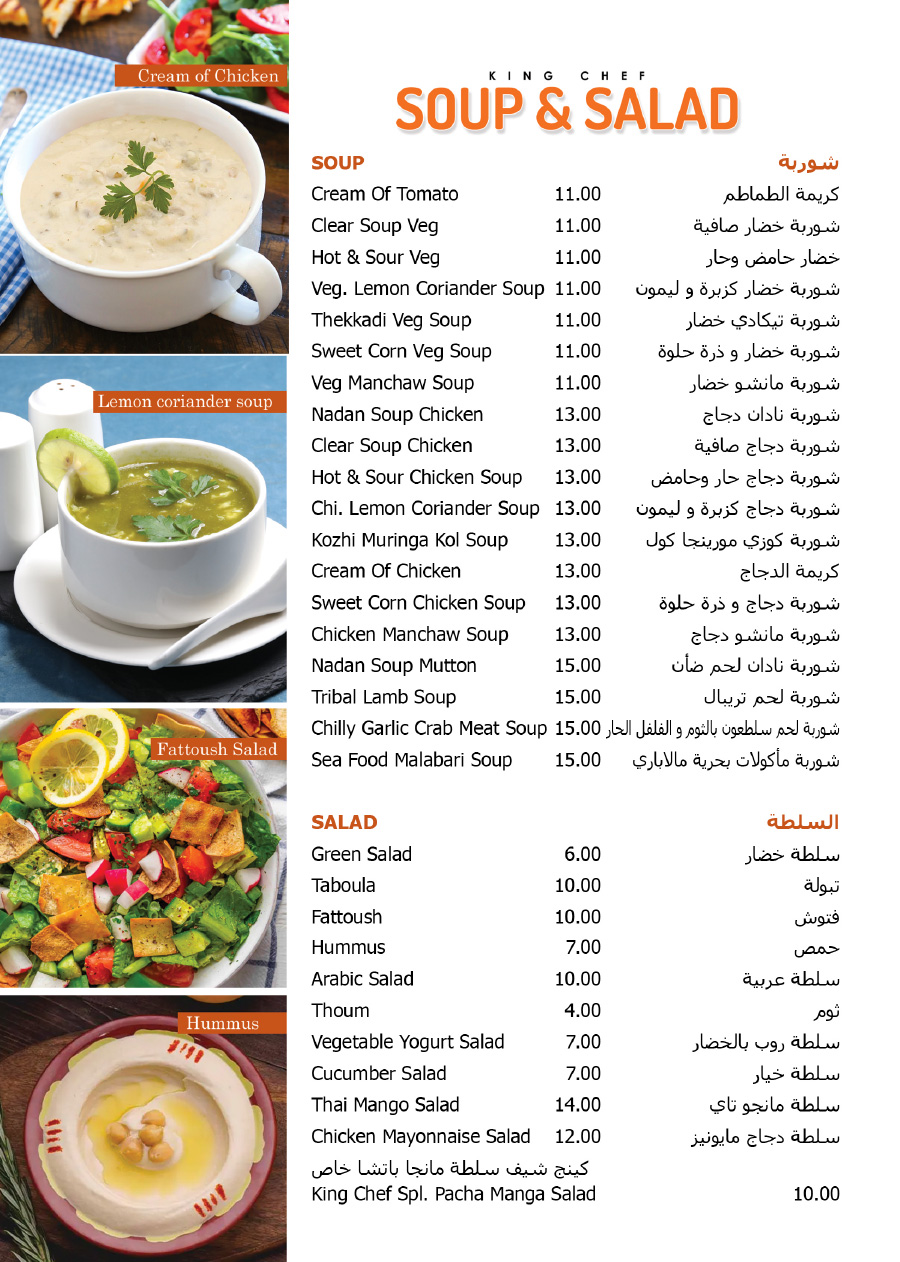 Cream of Chicken
Lemon coriander soup
Fattoush Salad
Hummus
KING CHEF
SOUP & SALAD
SOUP شوربة
Cream Of Tomato 11.00 كريمة الطماطم
Clear Soup Veg 11.00 شوربة خضار صافية
Hot & Sour Veg 11.00 خضار حامض وحار
Veg. Lemon Coriander Soup 11.00 شوربة خضار كزبرة و ليمون
Thekkadi Veg Soup 11.00 شوربة تيكادي خضار
Sweet Corn Veg Soup 11.00 شوربة خضار و ذرة حلوة
Veg Manchaw Soup 11.00 شوربة مانشو خضار
Nadan Soup Chicken 13.00 شوربة نادان دجاج
Clear Soup Chicken 13.00 شوربة دجاج صافية
Hot & Sour Chicken Soup 13.00 شوربة دجاج حار وحامض
Chi. Lemon Coriander Soup 13.00 شوربة دجاج كزبرة و ليمون
Kozhi Muringa Kol Soup 13.00 شوربة كوزي مورينجا كول
Cream Of Chicken 13.00 كريمة الدجاج
Sweet Corn Chicken Soup 13.00 شوربة دجاج و ذرة حلوة
Chicken Manchaw Soup 13.00 شوربة مانشو دجاج
Nadan Soup Mutton 15.00 شوربة نادان لحم ضأن
Tribal Lamb Soup 15.00 شوربة لحم تريبال
Chilly Garlic Crab Meat Soup 15.00 شوربة لحم سلطعون بالثوم و الفلفل الحار
Sea Food Malabari Soup 15.00 شوربة مأكولات بحرية مالاباري
SALAD السلطة
Green Salad 6.00 سلطة خضار
Taboula 10.00 تبولة
Fattoush 10.00 فتوش
Hummus 7.00 حمص
Arabic Salad 10.00 سلطة عربية
Thoum 4.00 ثوم
Vegetable Yogurt Salad 7.00 سلطة روب بالخضار
Cucumber Salad 7.00 سلطة خيار
Thai Mango Salad 14.00 سلطة مانجو تاي
Chicken Mayonnaise Salad 12.00 سلطة دجاج مايونيز
كينج شيف سلطة مانجا باتشا خاص
King Chef Spl. Pacha Manga Salad 10.00